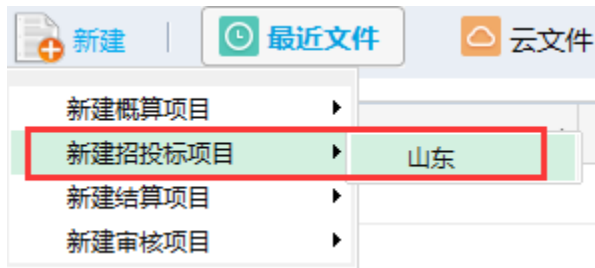 新建 最近文件 云文件
新建概算项目
新建招投标项目 山东
新建结算项目
新建审核项目